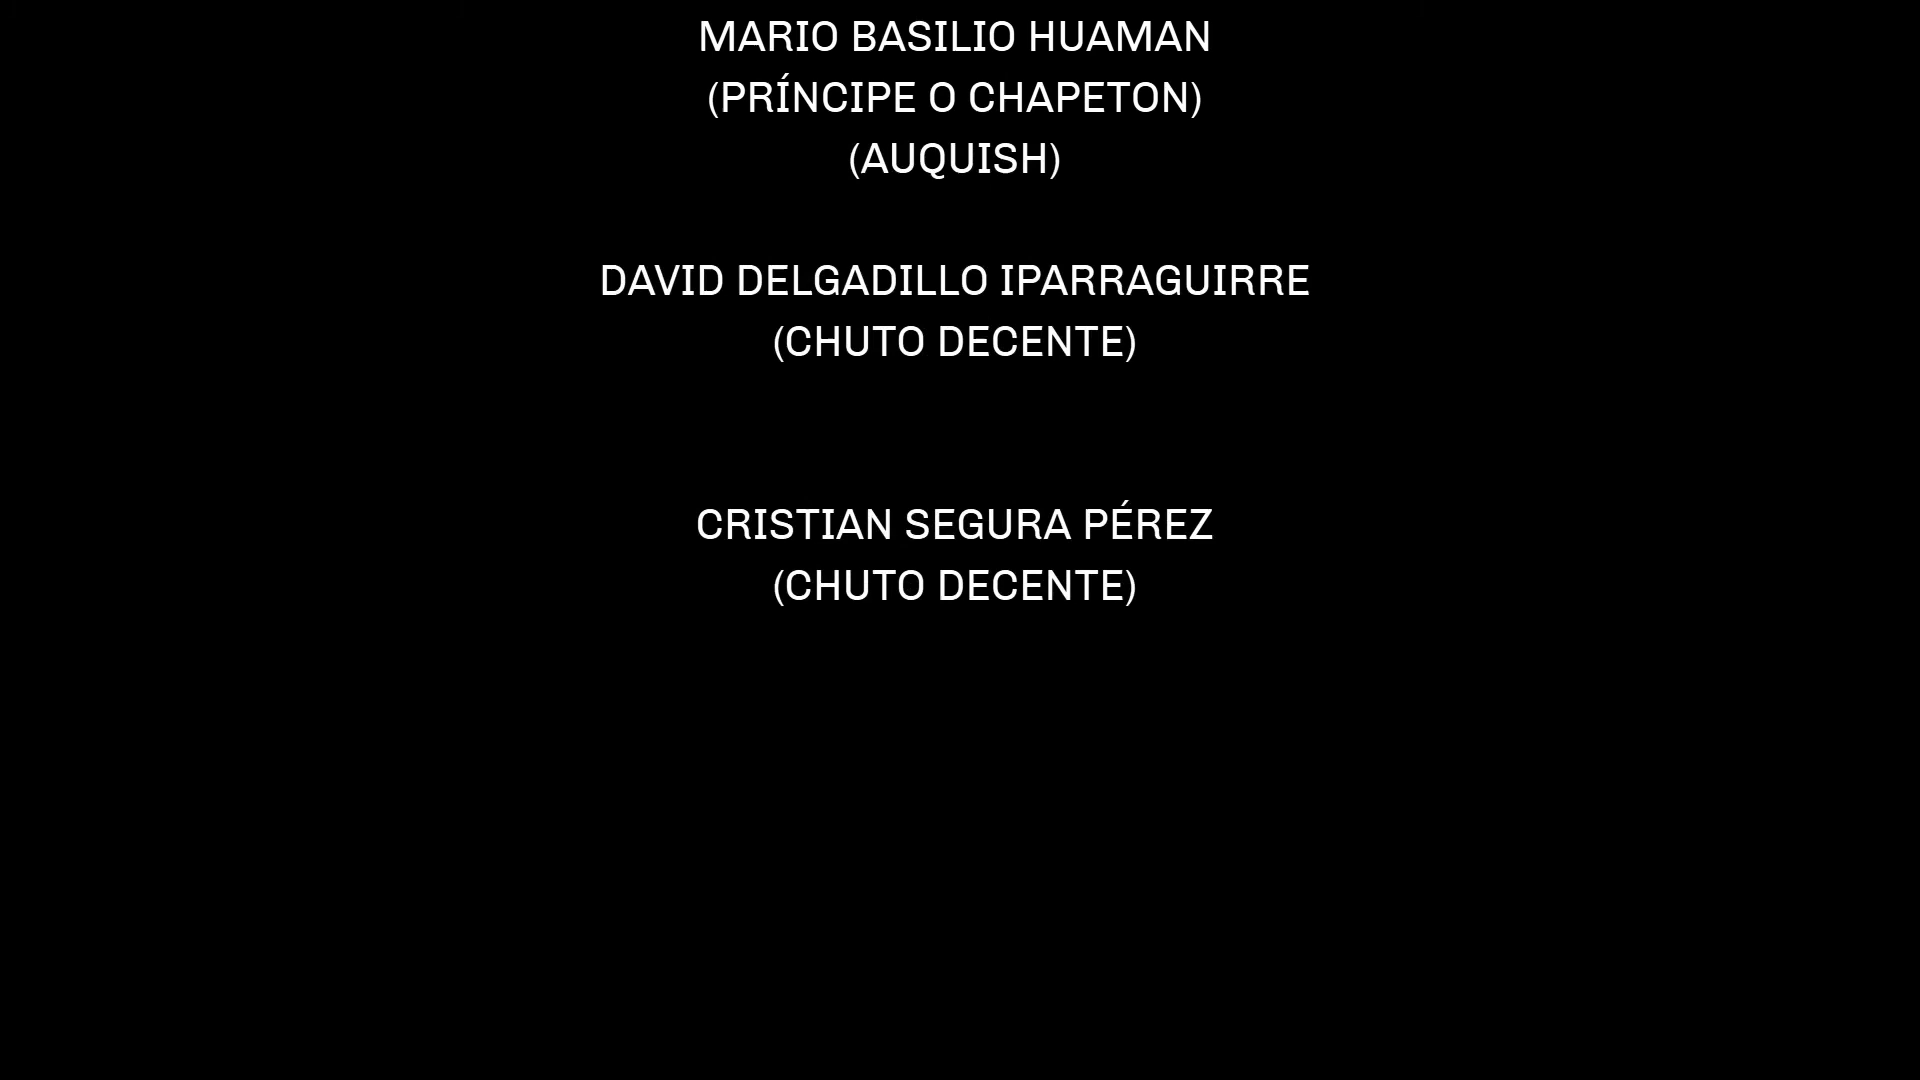 MARIO BASILIO HUAMAN
(PRÍNCIPE O CHAPETON)
(AUQUISH)
DAVID DELGADILLO IPARRAGUIRRE
(CHUTO DECENTE)
CRISTIAN SEGURA PÉREZ
(CHUTO DECENTE)